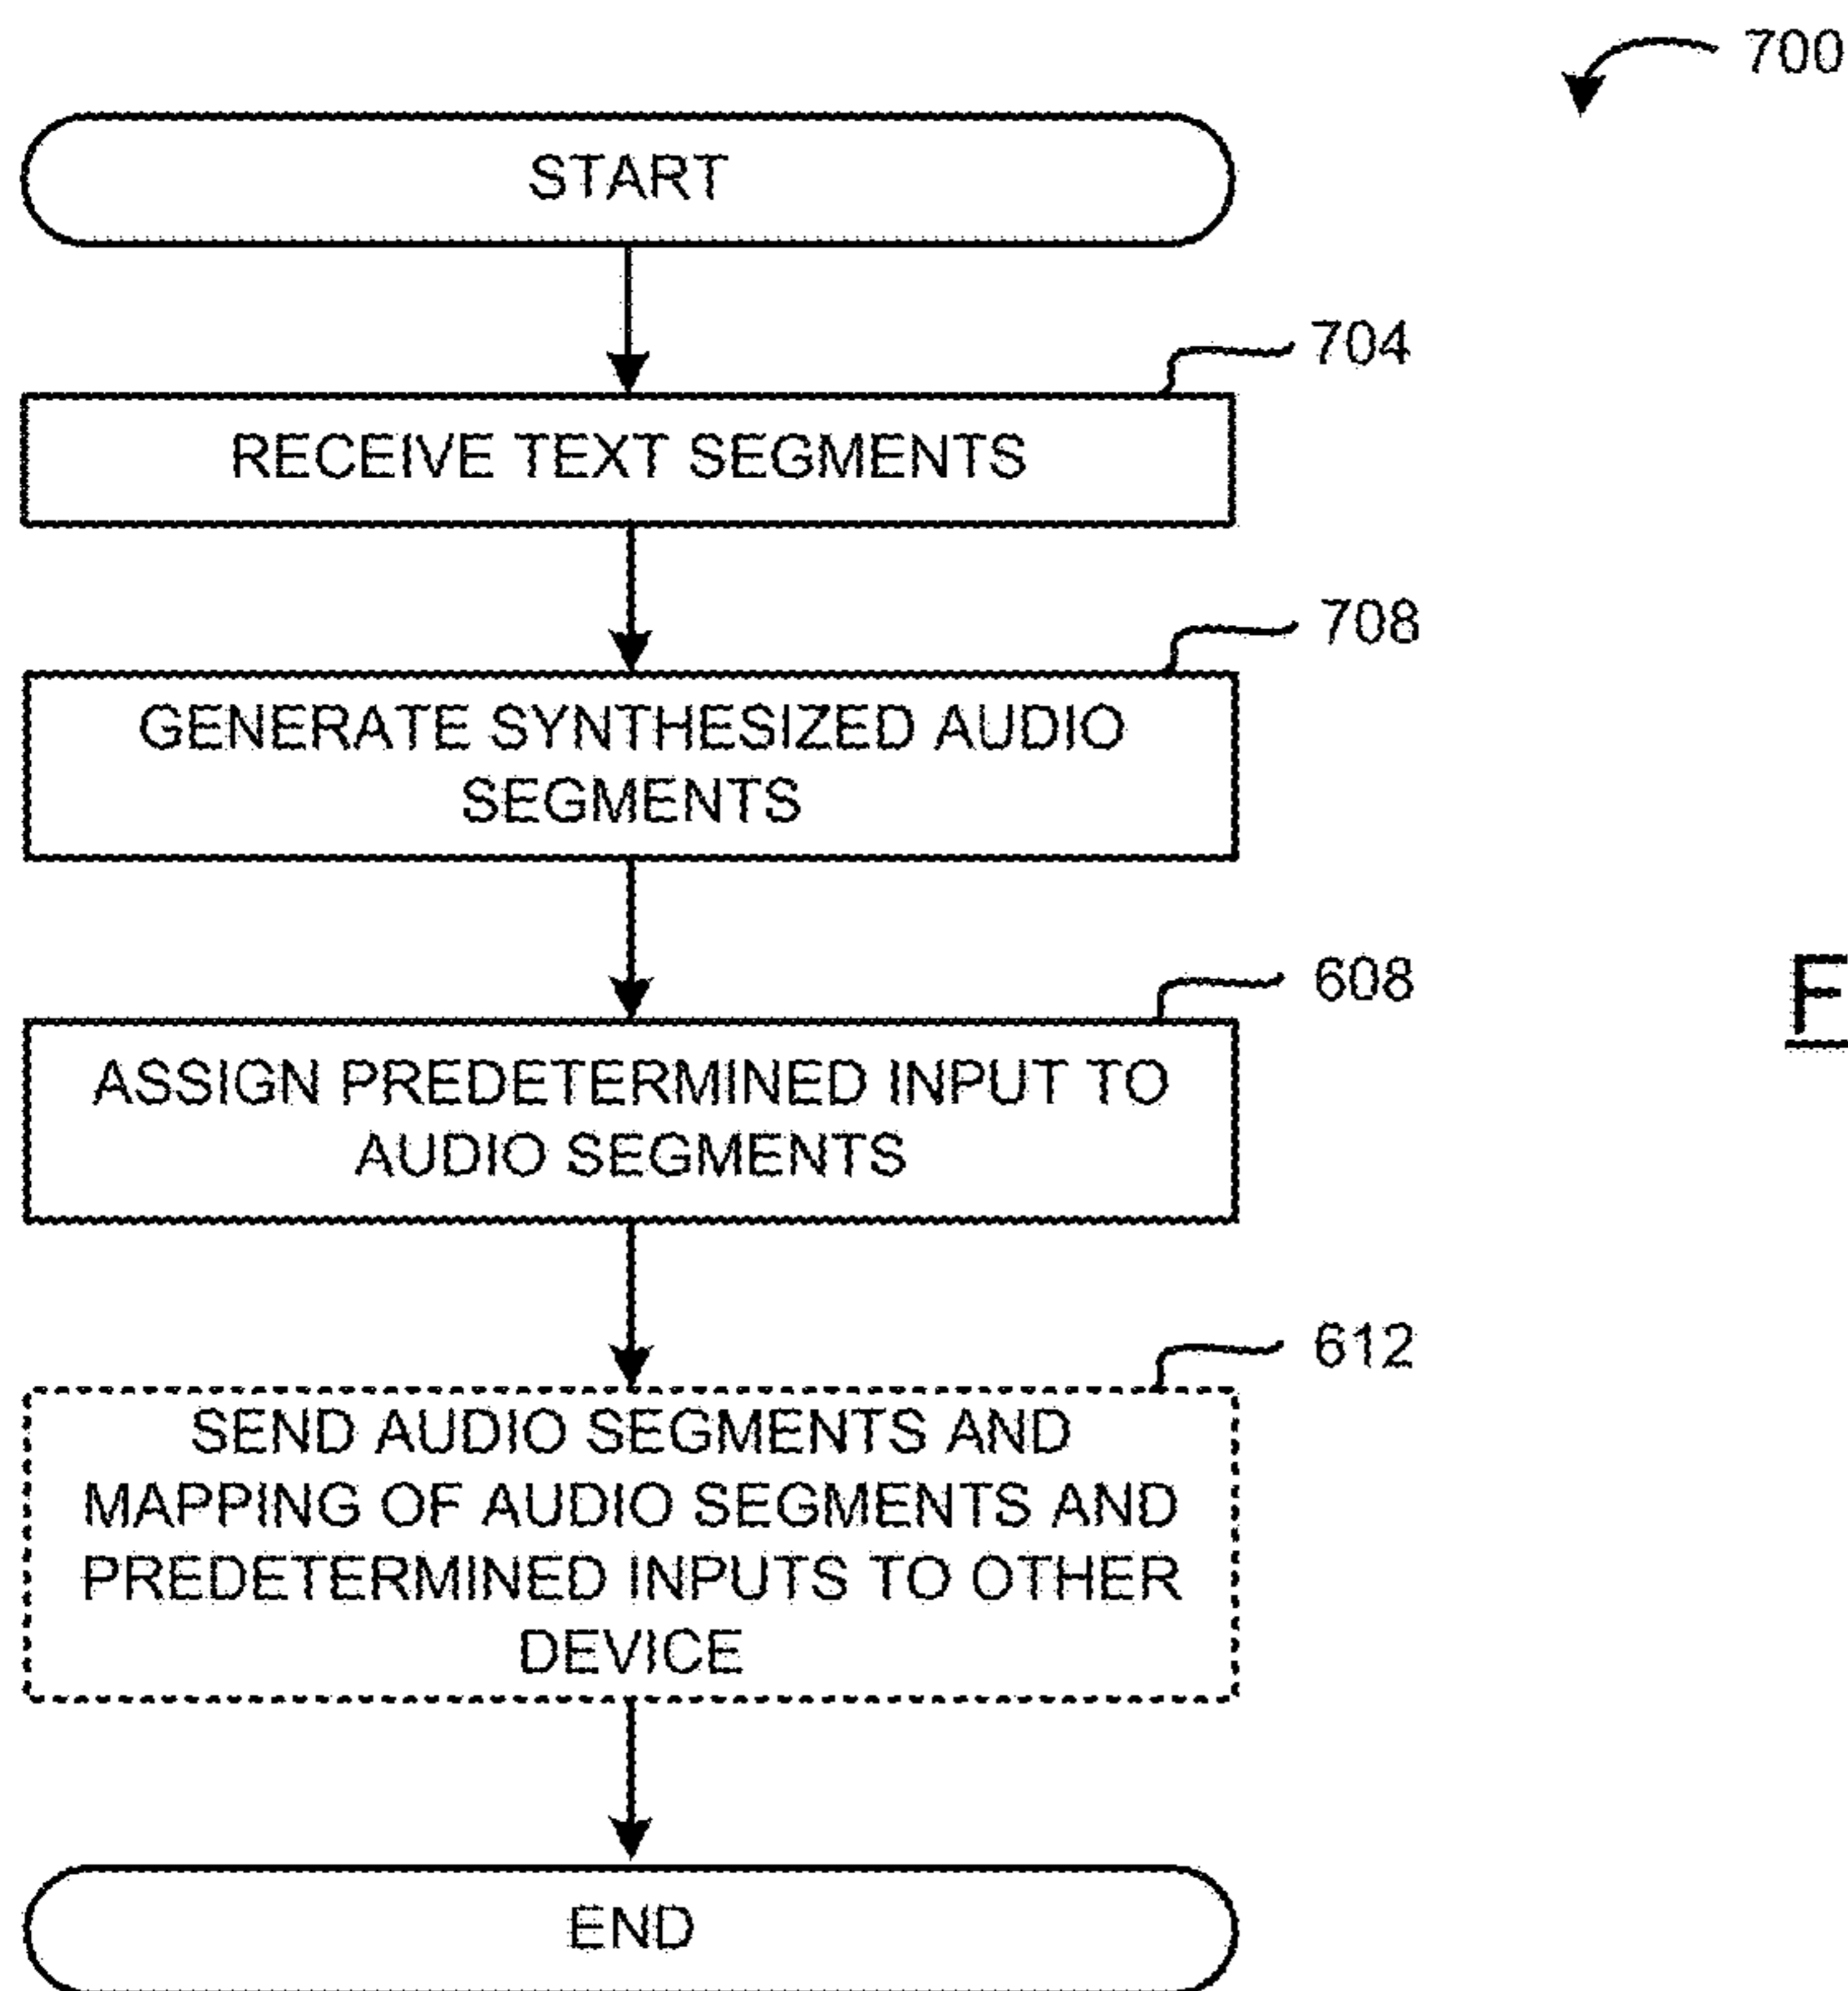 700
START
704
RECEIVE TEXT SEGMENTS
708
GENERATE SYNTHESIZED AUDIO
SEGMENTS
608
ASSIGN PREDETERMINED INPUT TO
AUDIO SEGMENTS
612
SEND AUDIO SEGMENTS AND
MAPPING OF AUDIO SEGMENTS AND
PREDETERMINED INPUTS TO OTHER
DEVICE
END